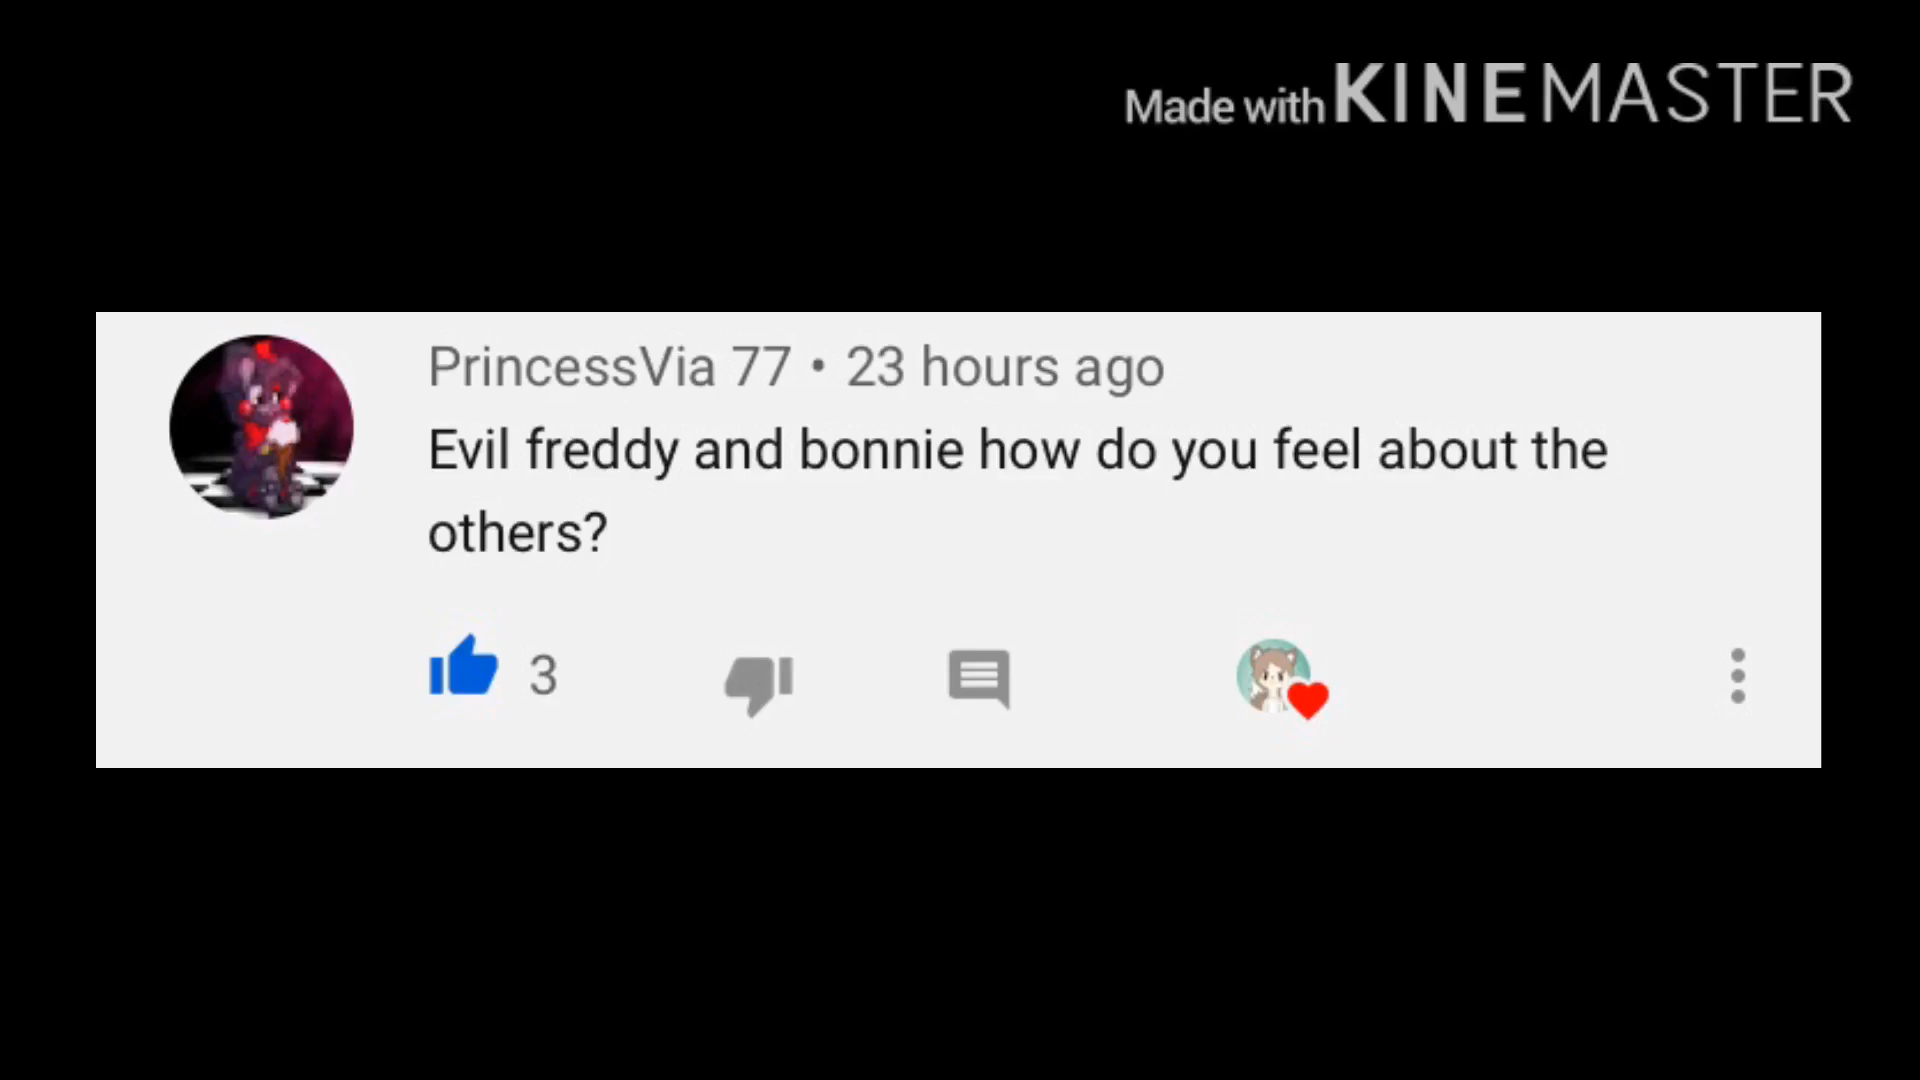 Made with KINEMASTER
PrincessVia 77 • 23 hours ago
Evil freddy and bonnie how do you feel about the
others?
3